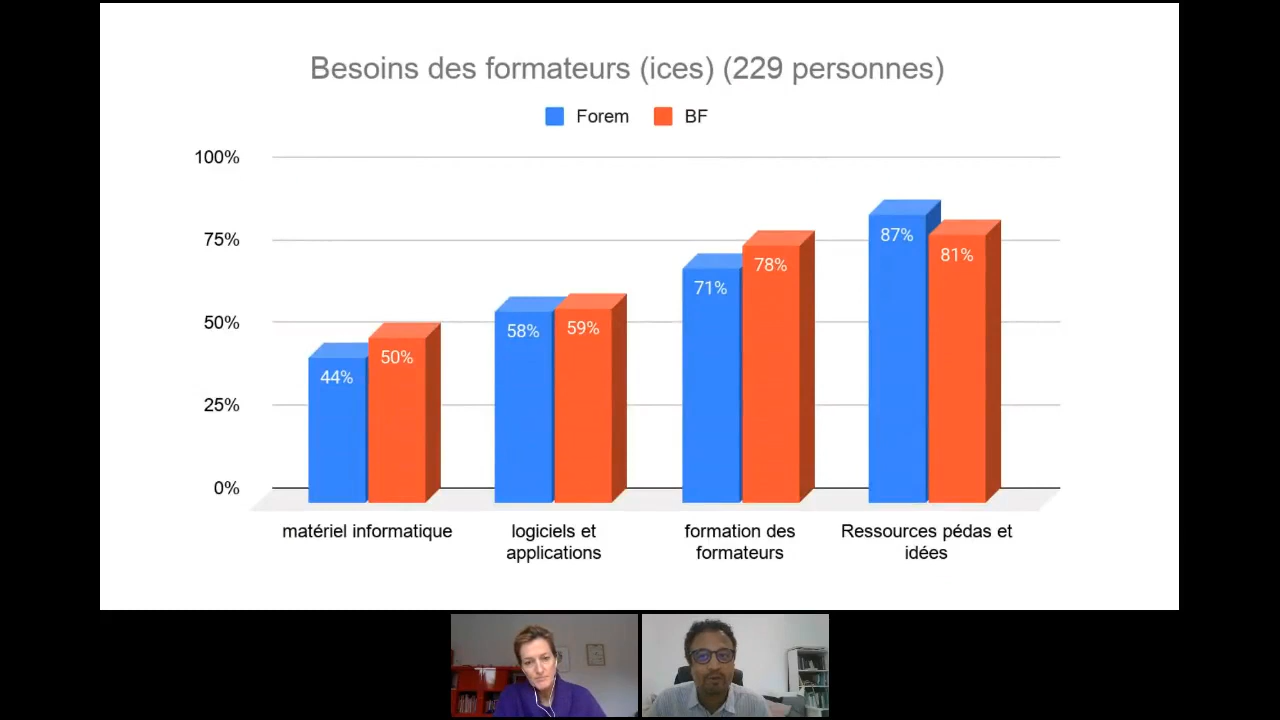 Besoins des formateurs (ices) (229 personnes)
Forem BF
100%
75%
50%
25%
0%
44% 50%
58% 59%
71% 78%
87% 81%
matériel informatique
logiciels et
applications
formation des
formateurs
Ressources pédas et
idées